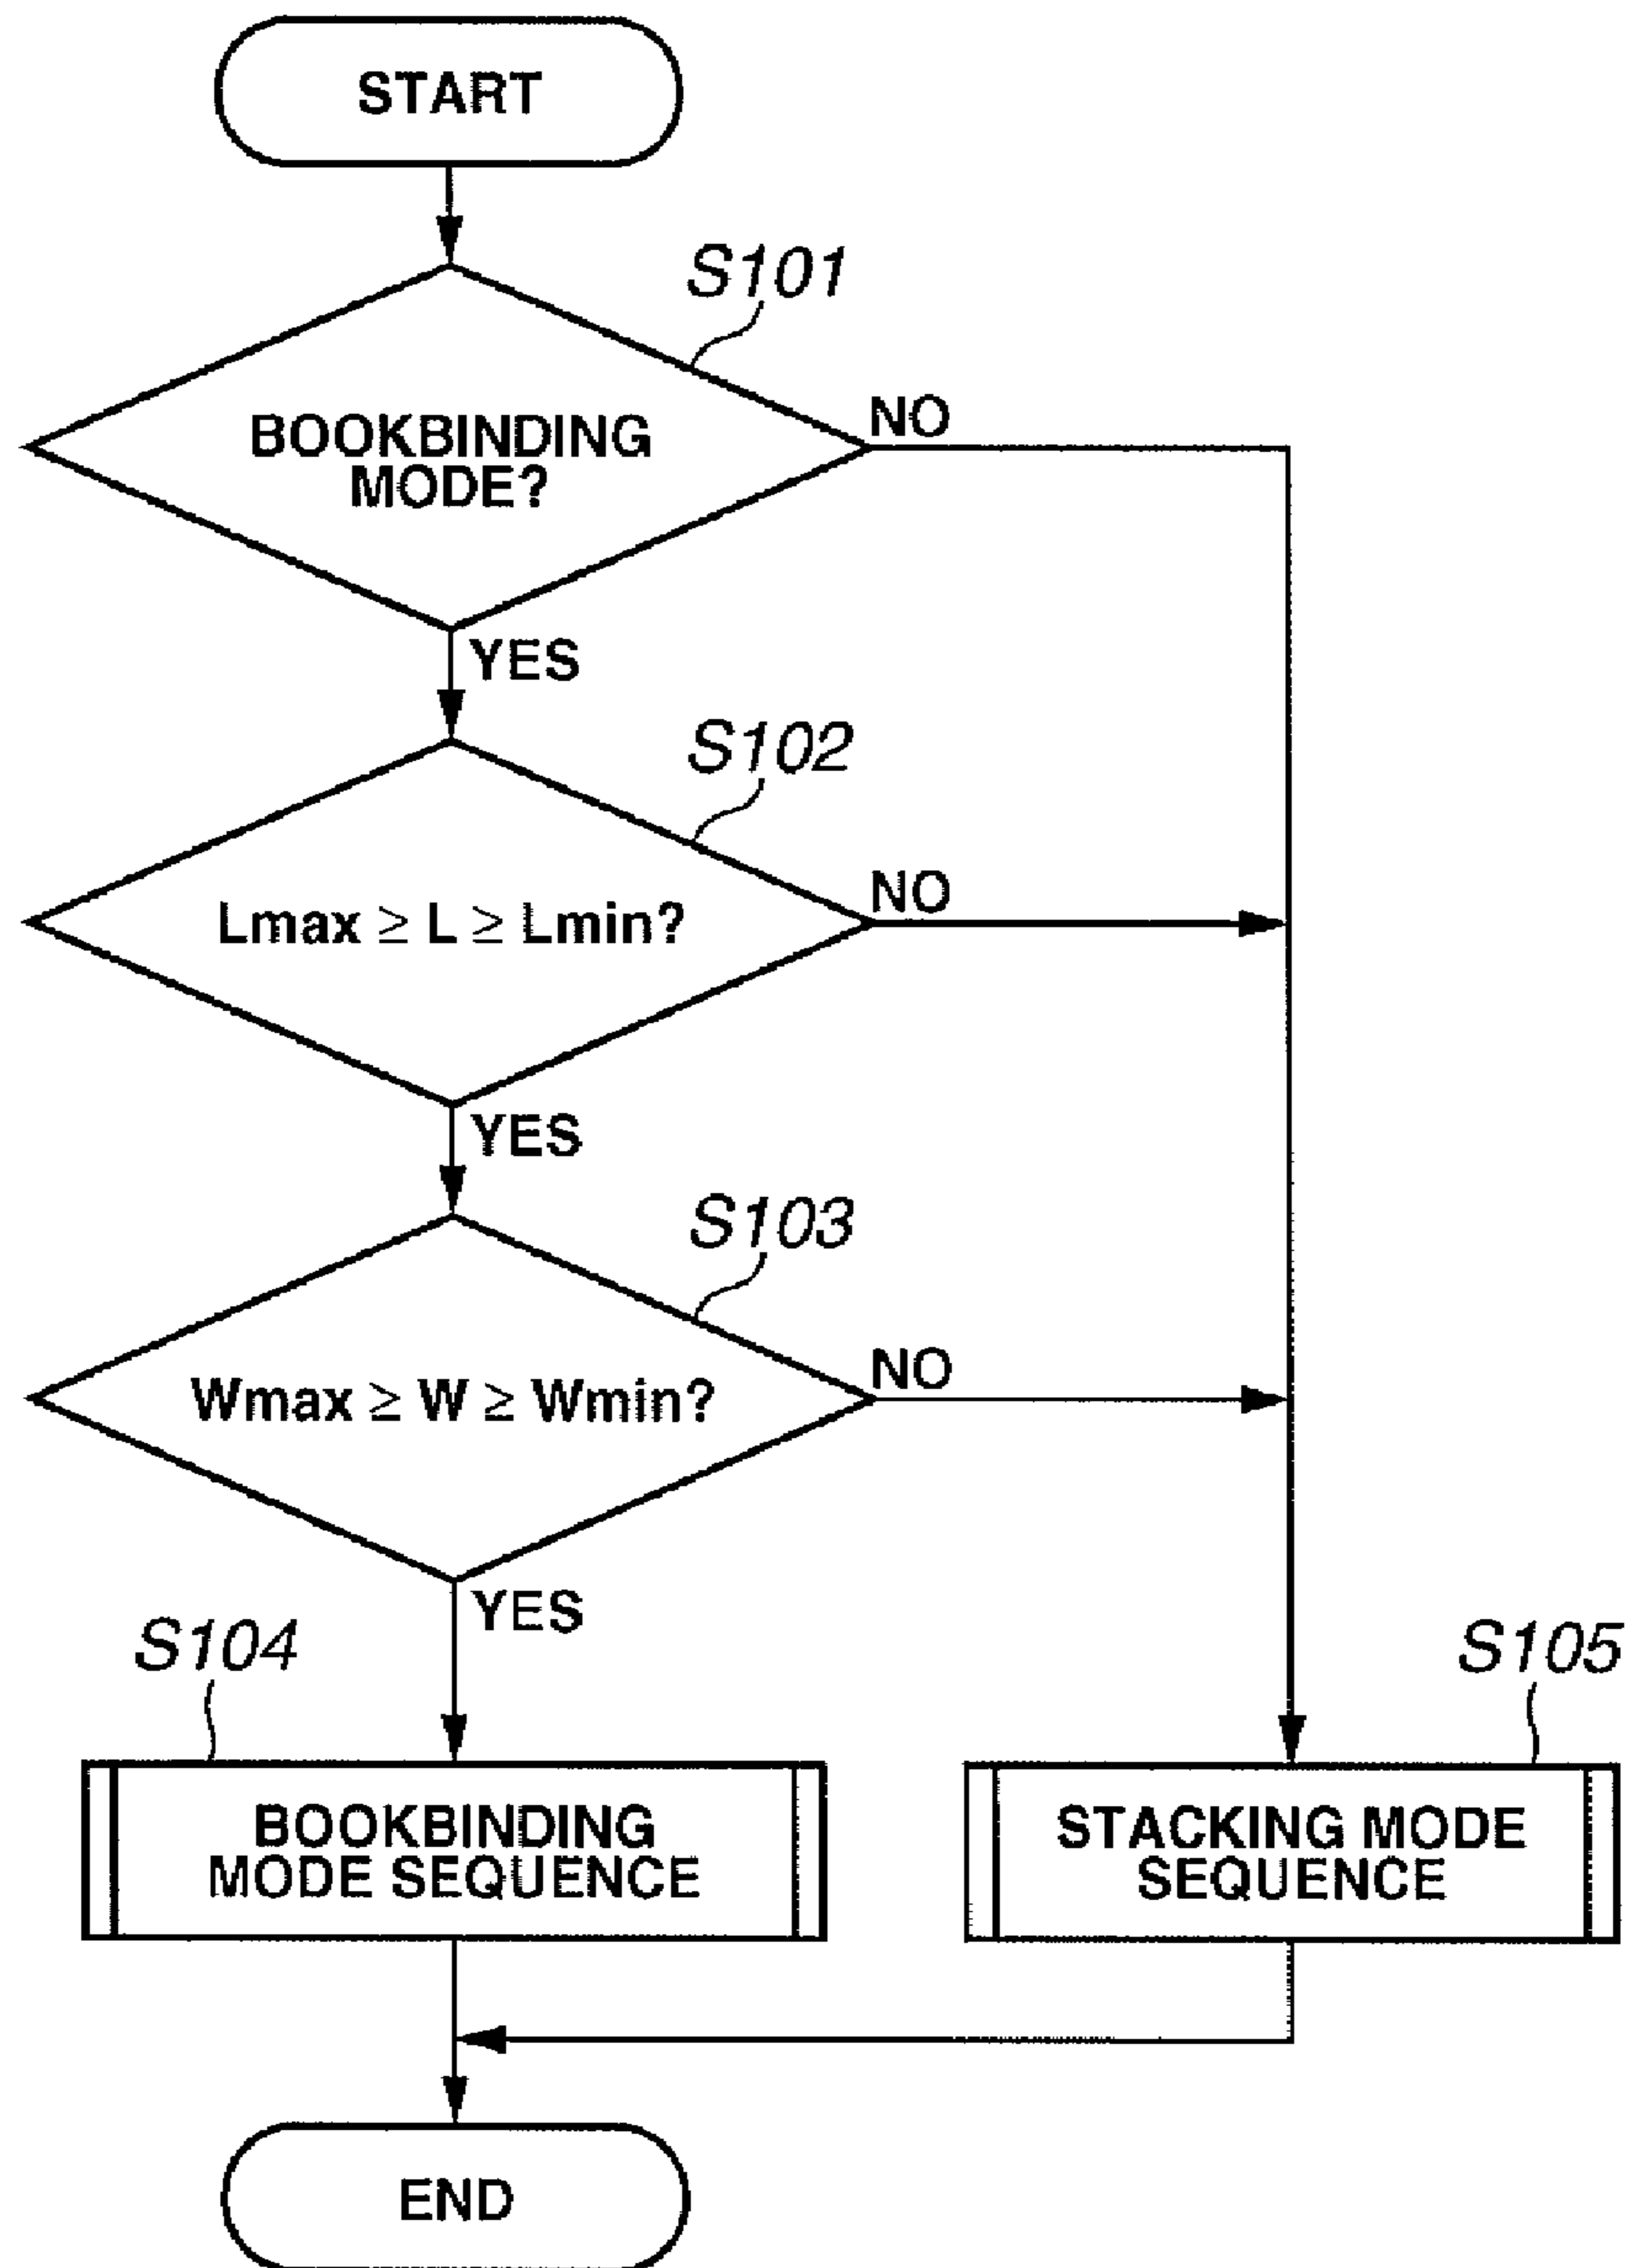 START
S101
BOOKBINDING
MODE?
NO
YES
S102
Lmax ≥ L ≥ Lmin?
NO
YES
S103
Wmax ≥ W ≥ Wmin?
NO
YES
S104
S105
BOOKBINDING
MODE SEQUENCE
STACKING MODE
SEQUENCE
END